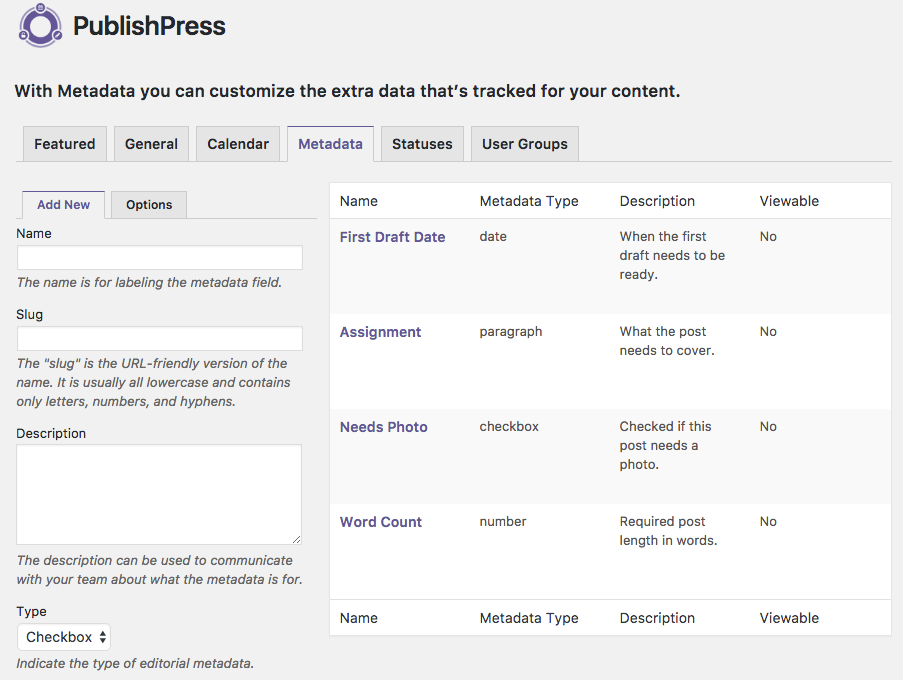 PublishPress
With Metadata you can customize the extra data that's tracked for your content.
Featured General Calendar Metadata Statuses User Groups
Add New Options
Name
The name is for labeling the metadata field.
Slug
The "slug" is the URL-friendly version of the
name. It is usually all lowercase and contains
only letters, numbers, and hyphens.
Description
The description can be used to communicate
with your team about what the metadata is for.
Type
Checkbox
Indicate the type of editorial metadata.
Name Metadata Type Description Viewable
First Draft Date date When the first No
draft needs to be
ready.
Assignment paragraph What the post No
needs to cover.
Needs Photo checkbox Checked if this No
post needs a
photo.
Word Count number Required post No
length in words.
Name Metadata Type Description Viewable